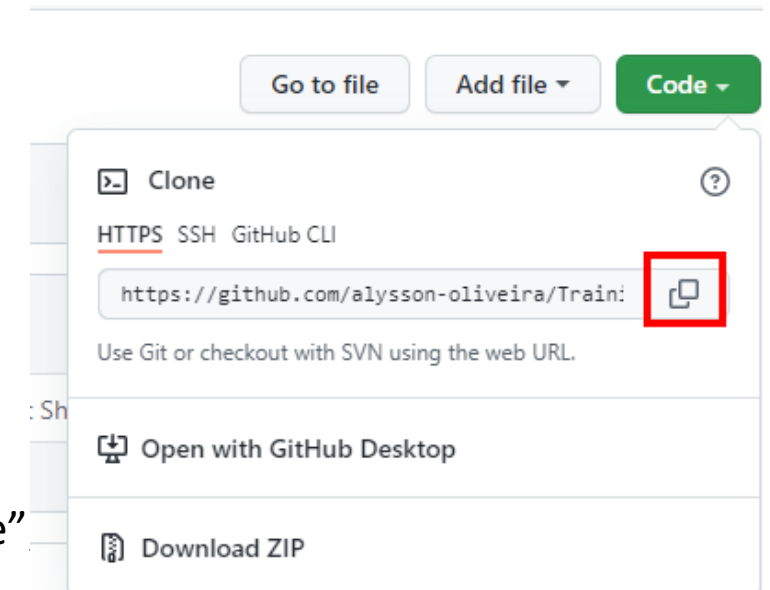 Go to file Add file Code
Clone
HTTPS SSH GitHub CLI
https://github.com/alysson-oliveira/Traini
Use Git or checkout with SVN using the web URL.
Sh
Open with GitHub Desktop
e”
Download ZIP